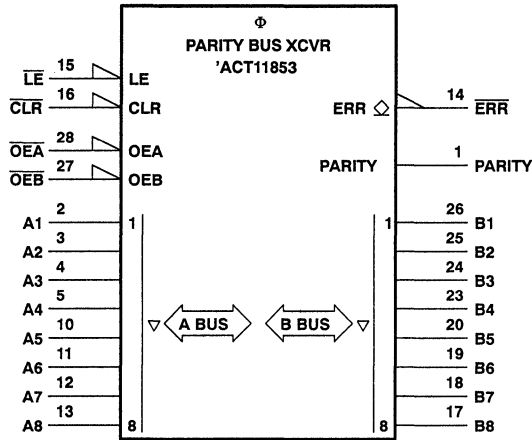 Φ
PARITY BUS XCVR
'ACT11853
LE 15 LE
CLR 16 CLR
ERR 14 ERR
OEA 28 OEA
PARITY 1 PARITY
OEB 27 OEB
A1 2 1
1 26 B1
A2 3
25 B2
A3 4
24 B3
A4 5
23 B4
A BUS
B BUS
A5 10
20 B5
A6 11
19 B6
A7 12
18 B7
A8 13 8
8 17 B8